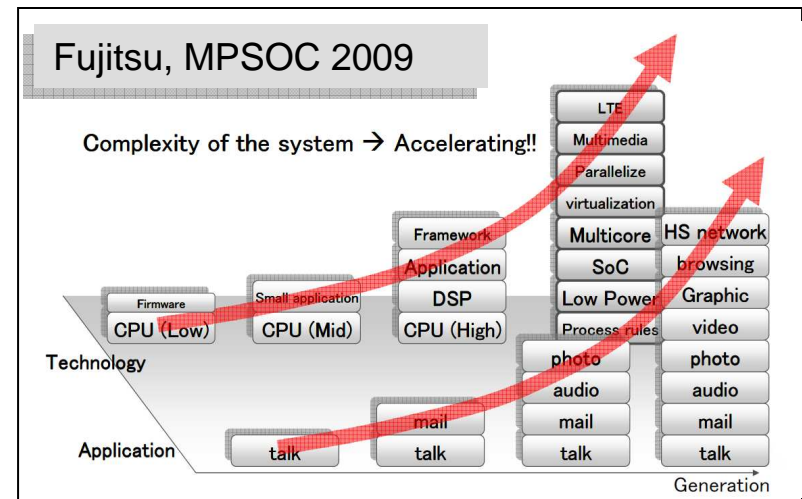 Fujitsu, MPSOC 2009
Complexity of the system → Accelerating!!
Firmware
CPU (Low)
Small application
CPU (Mid)
Framework
Application
DSP
CPU (High)
LTE
Multimedia
Parallelize
virtualization
Multicore
SoC
Low Power
Process rules
Technology
talk
mail
talk
photo
audio
mail
talk
HS network
browsing
Graphic
video
photo
audio
mail
talk
Application
Generation